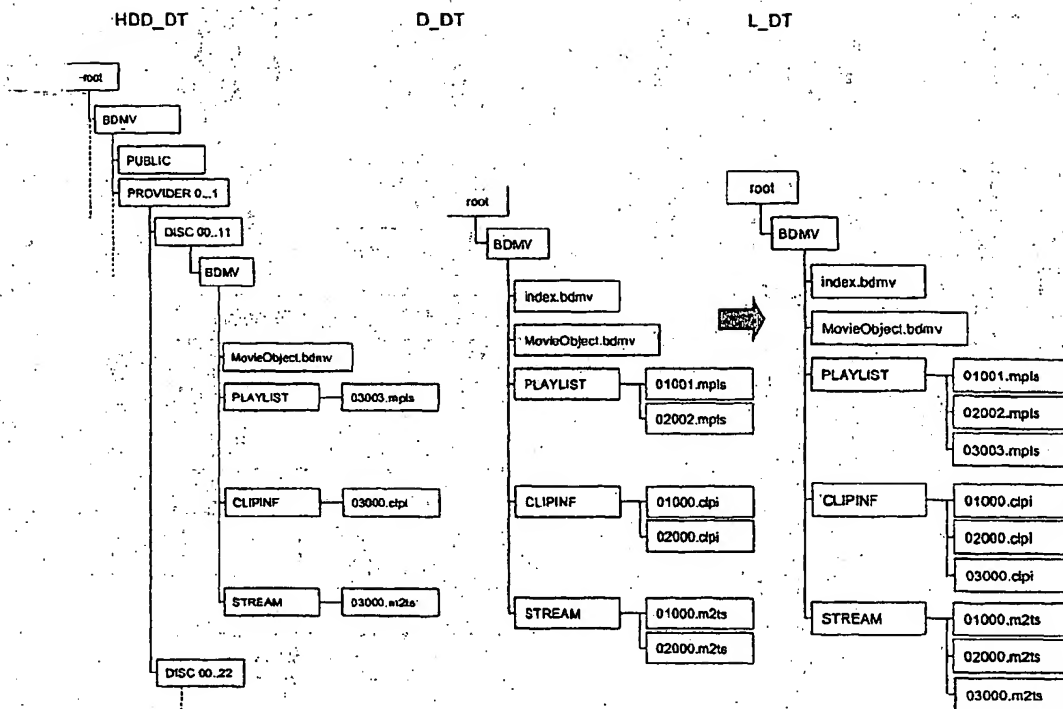 HDD_DT
D_DT
L_DT
root
BDMV
PUBLIC
PROVIDER 0...1
DISC 00..11
BDMV
MovieObject.bdmv
PLAYLIST
03003.mpls
CLIPINF
03000.clpi
STREAM
03000.m2ts
DISC 00..22
root
BDMV
index.bdmv
MovieObject.bdmv
PLAYLIST
01001.mpls
02002.mpls
CLIPINF
01000.clpi
02000.clpi
STREAM
01000.m2ts
02000.m2ts
root
BDMV
index.bdmv
MovieObject.bdmv
PLAYLIST
01001.mpls
02002.mpls
03003.mpls
CLIPINF
01000.clpi
02000.clpi
03000.clpi
STREAM
01000.m2ts
02000.m2ts
03000.m2ts